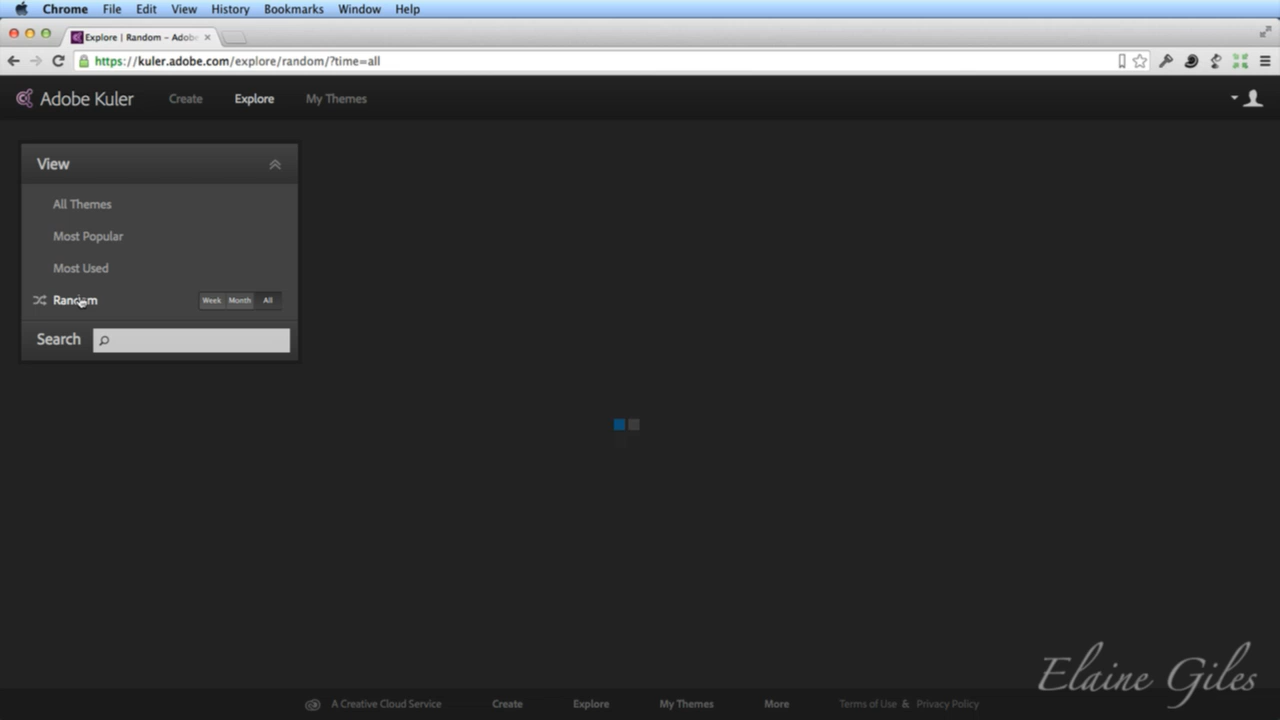 Chrome File Edit View History Bookmarks Window Help
Explore | Random – Adob
https://kuler.adobe.com/explore/random/?time=all
Adobe Kuler Create Explore My Themes
View
All Themes
Most Popular
Most Used
Random Week Month All
Search
Elaine Giles
A Creative Cloud Service Create Explore My Themes More Terms of Use & Privacy Policy